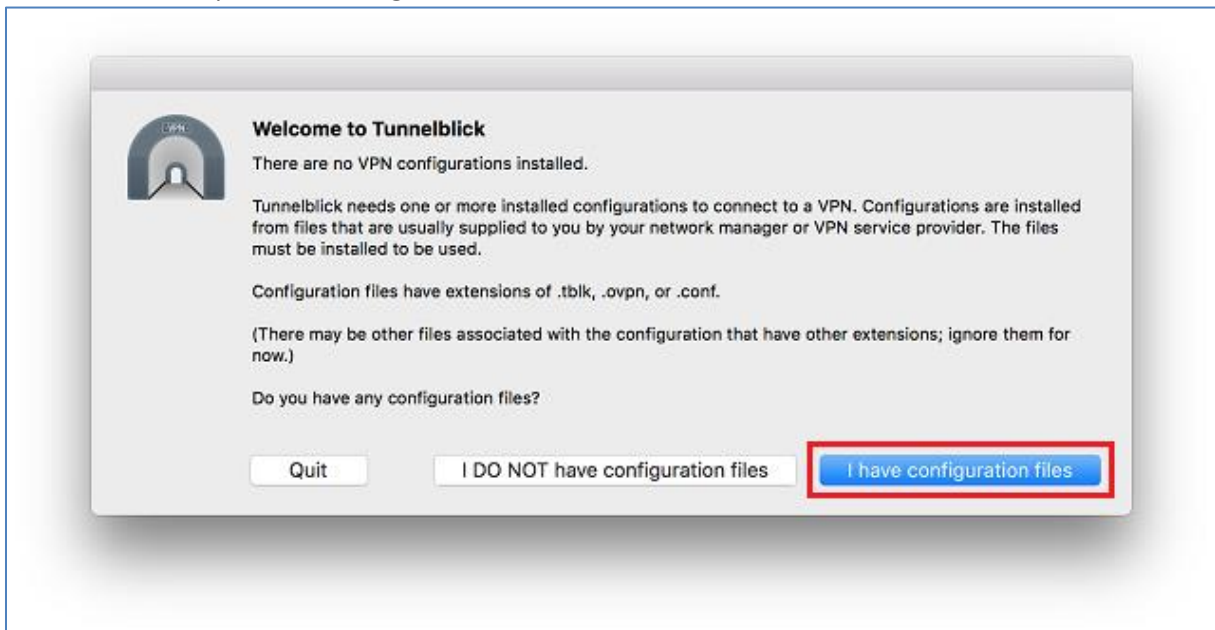 VPN
Welcome to Tunnelblick
There are no VPN configurations installed.
Tunnelblick needs one or more installed configurations to connect to a VPN. Configurations are installed
from files that are usually supplied to you by your network manager or VPN service provider. The files
must be installed to be used.
Configuration files have extensions of .tblk, .ovpn, or .conf.
(There may be other files associated with the configuration that have other extensions; ignore them for
now.)
Do you have any configuration files?
Quit
I DO NOT have configuration files
I have configuration files